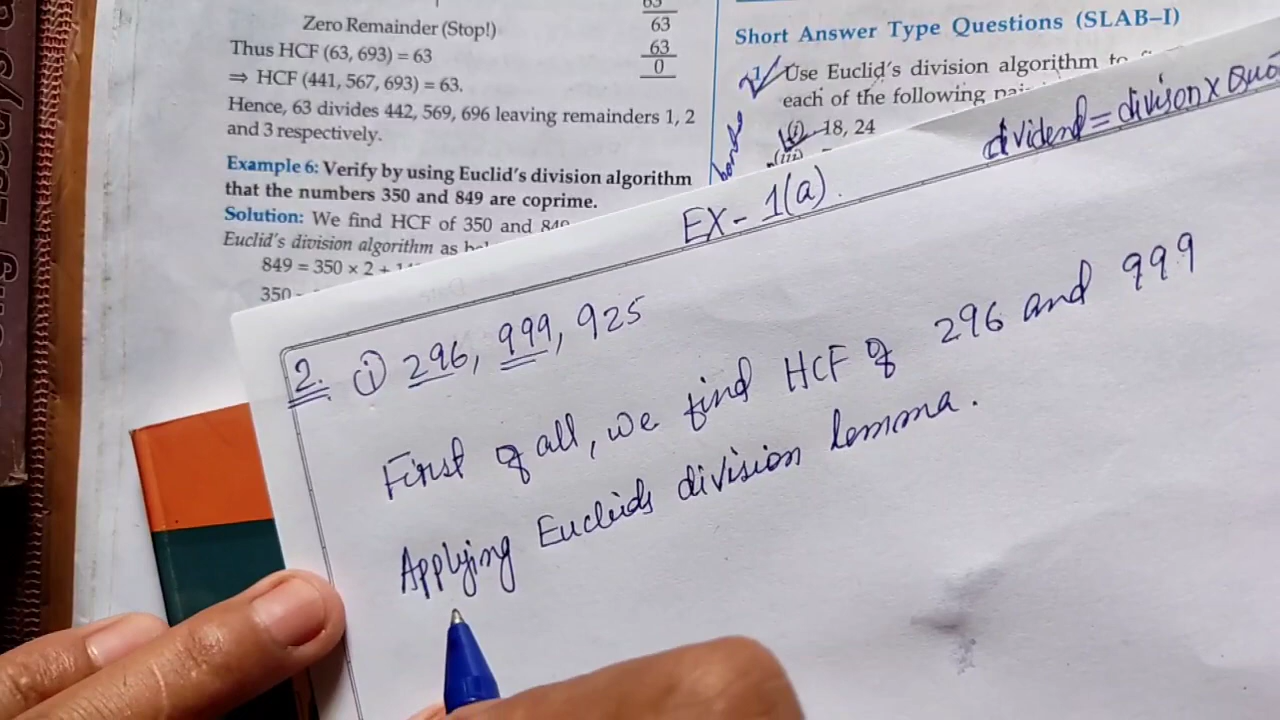 Zero Remainder (Stop!)
Thus HCF (63, 693) = 63
⇒ HCF (441, 567, 693) = 63.
Hence, 63 divides 442, 569, 696 leaving remainders 1, 2
and 3 respectively.
Example 6: Verify by using Euclid's division algorithm
that the numbers 350 and 849 are coprime.
Solution: We find HCF of 350 and 849
Euclid's division algorithm as
849 = 350 × 2 +
350
63
63
63
0
Short Answer Type Questions (SLAB–I)
1. Use Euclid's division algorithm to
each of the following
(i) 18, 24
(iii)
dividend = divison ×
EX - 1(a).
2. (i) 296, 999, 925
First of all, we find HCF of 296 and 999
Applying Euclids division lemma.